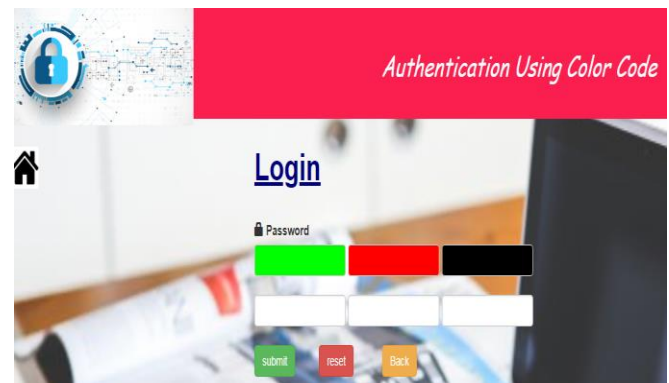 Authentication Using Color Code
Login
Password
submit reset Back